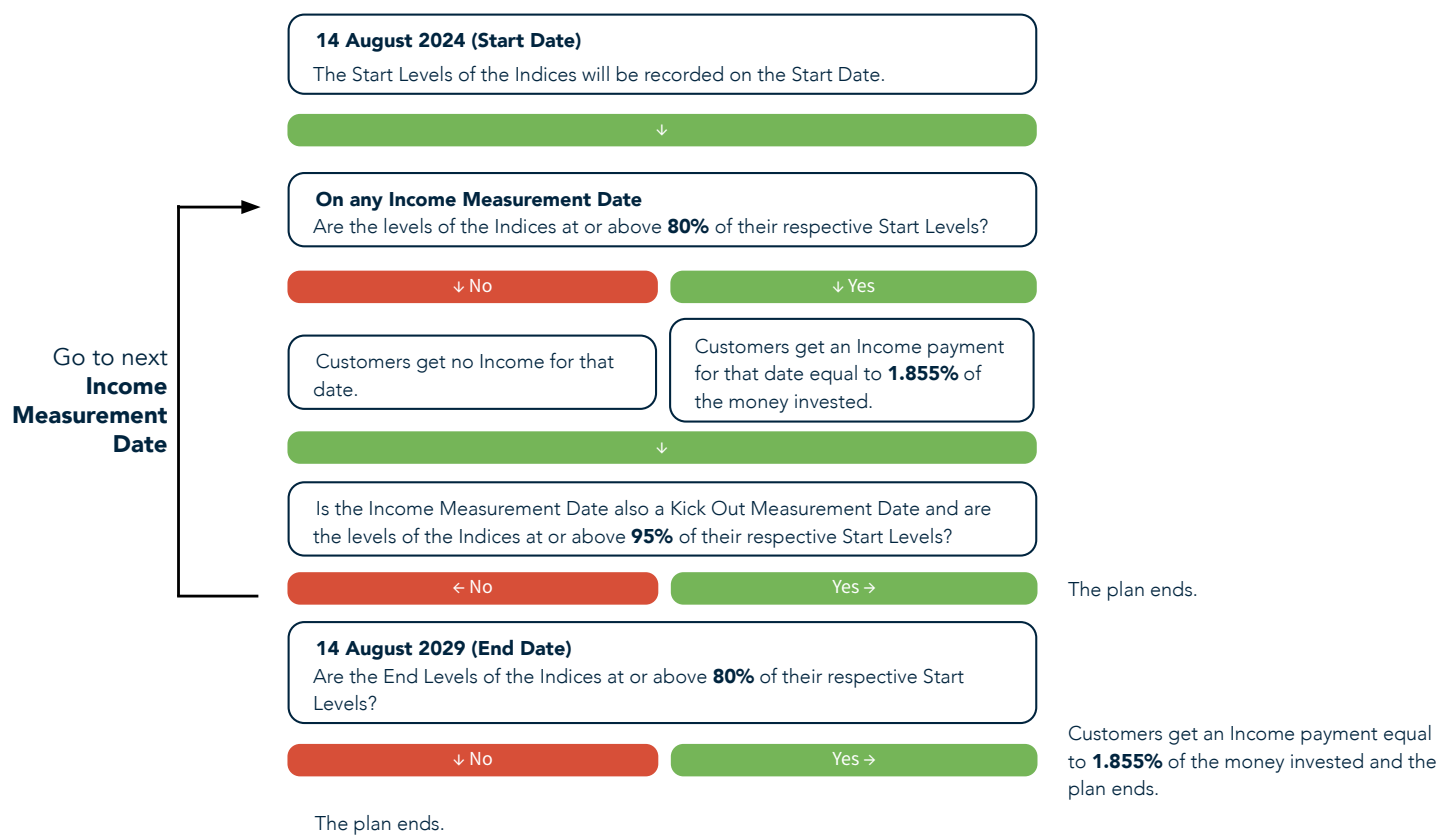 14 August 2024 (Start Date)
The Start Levels of the Indices will be recorded on the Start Date.
↓
On any Income Measurement Date
Are the levels of the Indices at or above 80% of their respective Start Levels?
↓ No
↓ Yes
Customers get no Income for that
date.
Customers get an Income payment
for that date equal to 1.855% of
the money invested.
Go to next
Income
Measurement
Date
↓
Is the Income Measurement Date also a Kick Out Measurement Date and are
the levels of the Indices at or above 95% of their respective Start Levels?
← No
Yes →
The plan ends.
14 August 2029 (End Date)
Are the End Levels of the Indices at or above 80% of their respective Start
Levels?
↓ No
Yes →
Customers get an Income payment equal
to 1.855% of the money invested and the
plan ends.
The plan ends.